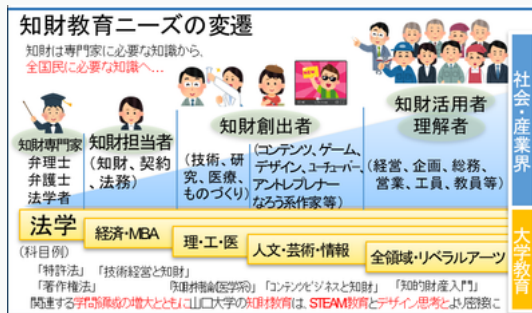 知財教育ニーズの変遷
知財は専門家に必要な知識から、
全国民に必要な知識へ…
知財専門家
弁理士
弁護士
法学者
知財担当者
(知財、契約
、法務)
知財創出者
(技術、研
究、医療、
ものづくり)
(コンテンツ、ゲーム、
デザイン、ユーチューバー、
アントレプレナー
なろう系作家等)
知財活用者
理解者
(経営、企画、総務、
営業、工員、教員等)
社会・産業界
大学教育
法学
経済・MBA
理・工・医
人文・芸術・情報
全領域・リベラルアーツ
(科目例)
「特許法」 「技術経営と知財」
「著作権法」 「コンテンツビジネスと知財」 「知的財産入門」
関連する学問領域の増大とともに山口大学の知財教育は、STEAM教育とデザイン思考とより密接に